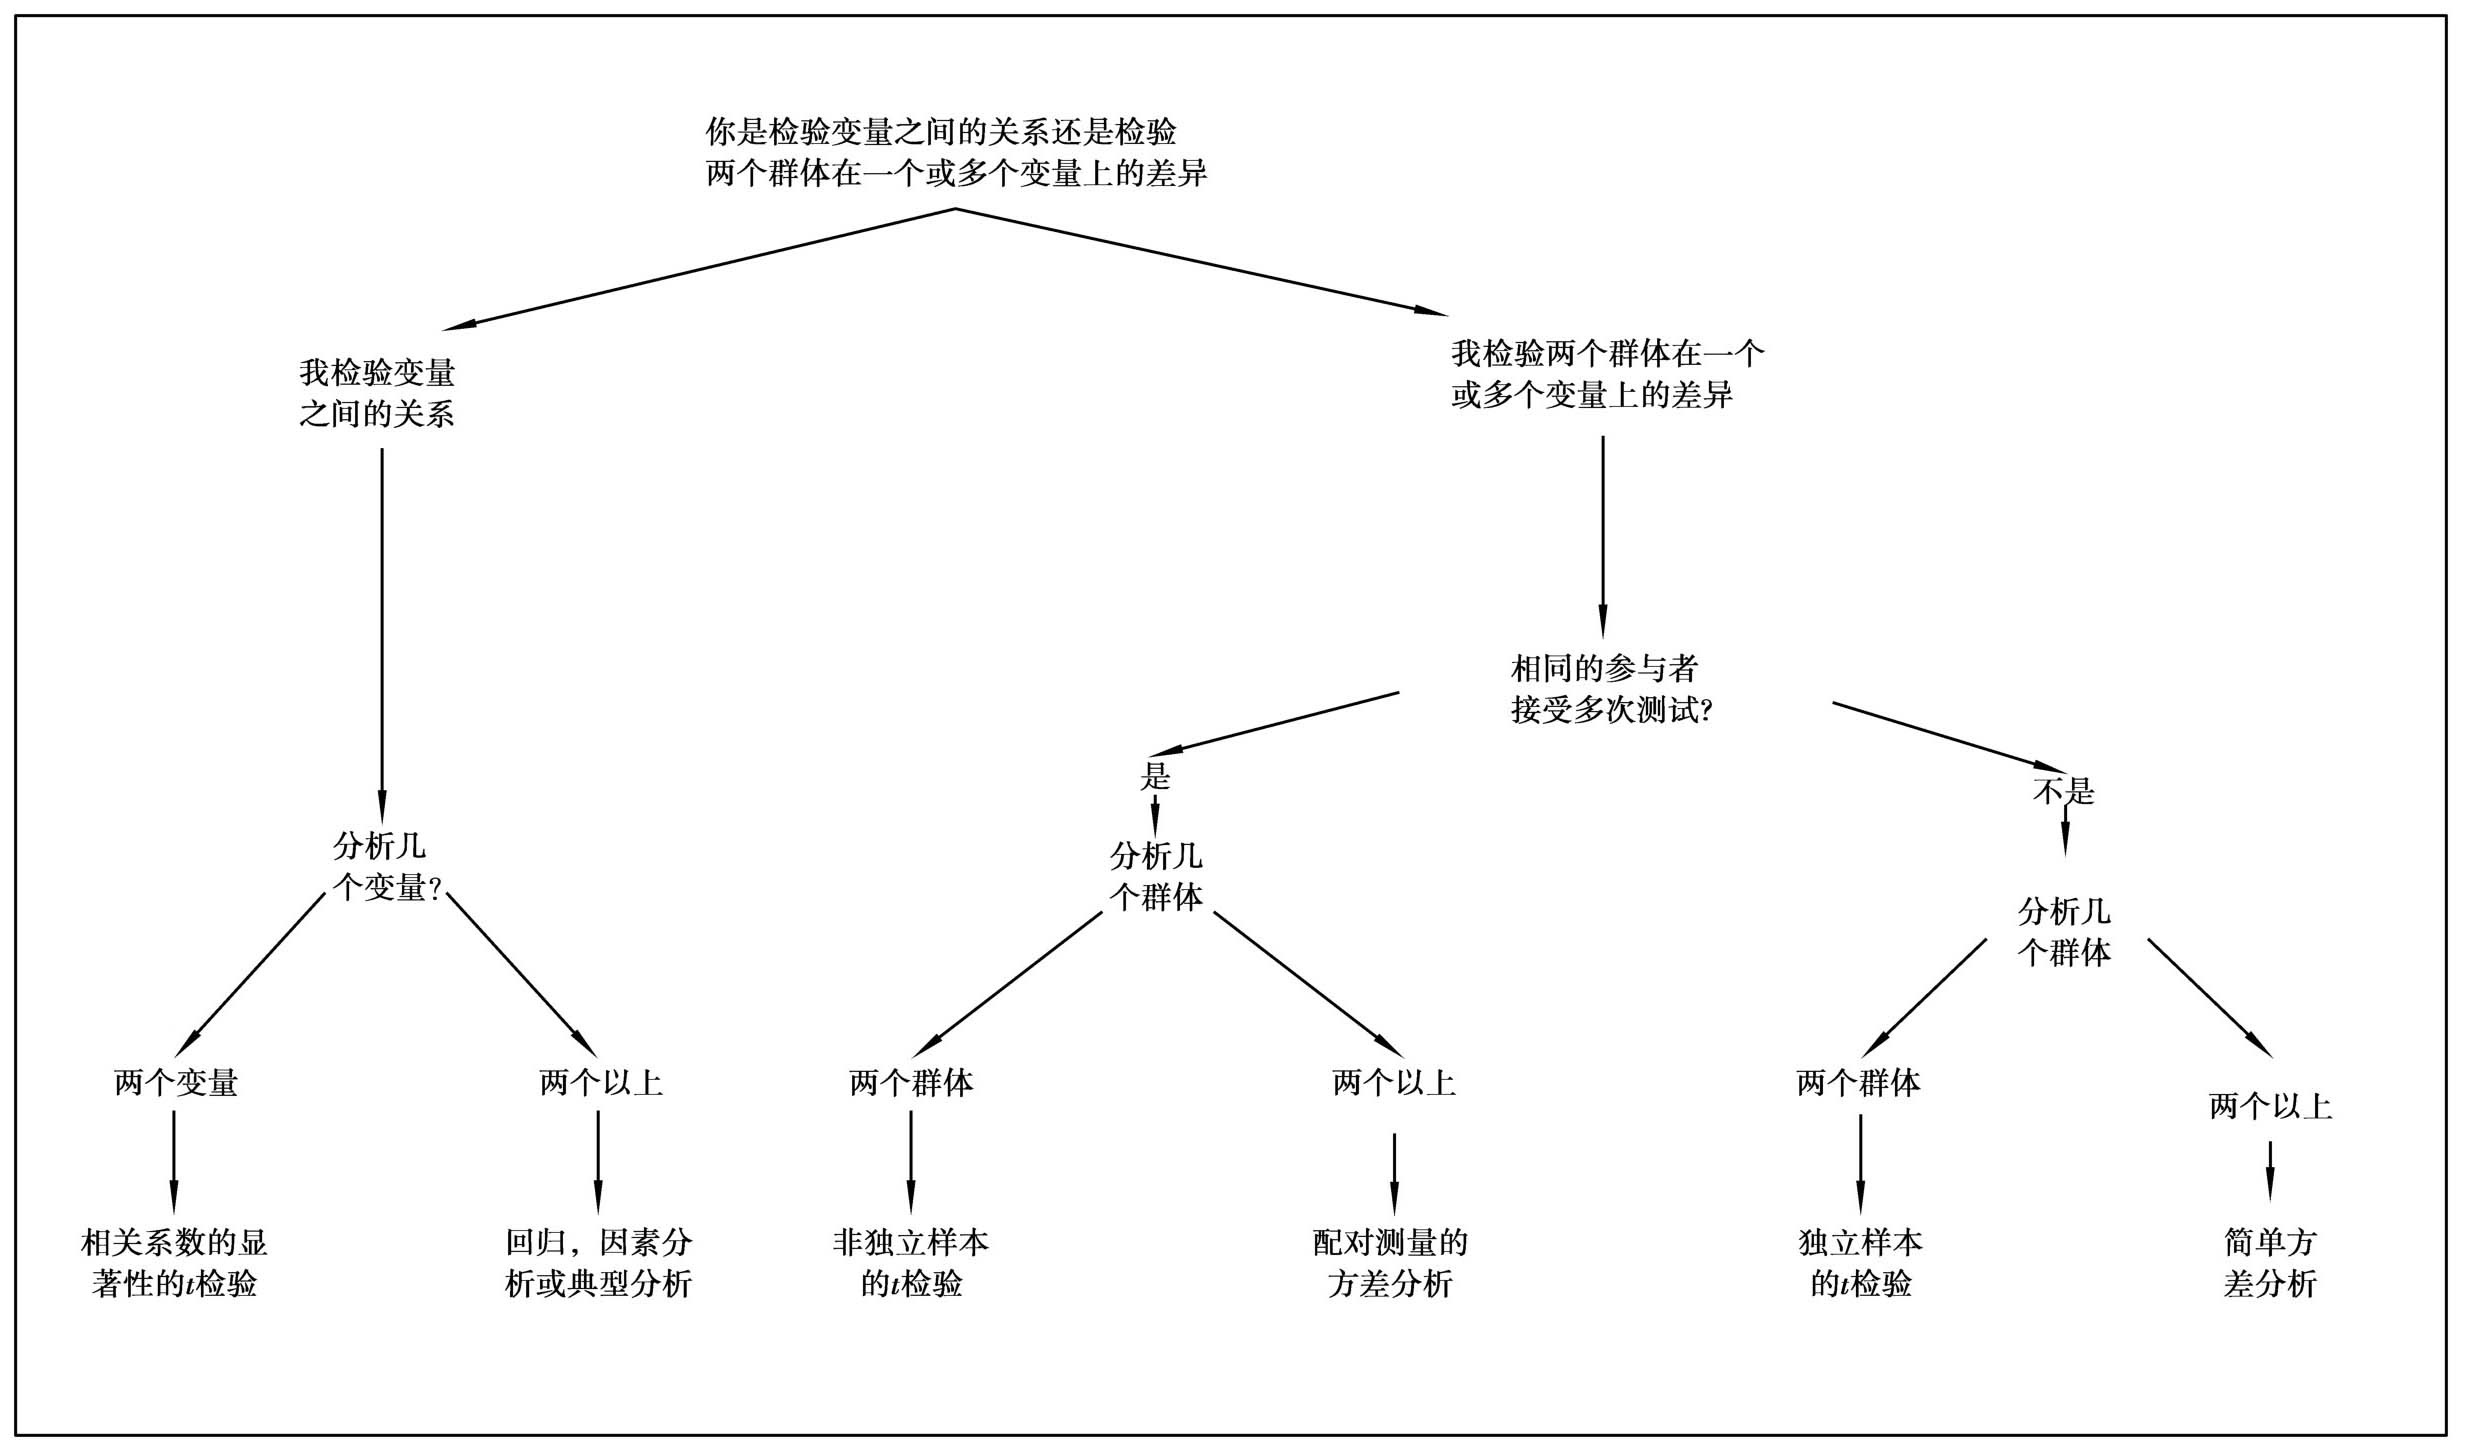 你是检验变量之间的关系还是检验
两个群体在一个或多个变量上的差异
我检验变量
之间的关系
我检验两个群体在一个
或多个变量上的差异
相同的参与者
接受多次测试?
是
不是
分析几
个变量?
分析几
个群体
分析几
个群体
两个变量
两个以上
两个群体
两个以上
两个群体
两个以上
相关系数的显
著性的t检验
回归，因素分
析或典型分析
非独立样本
的t检验
配对测量的
方差分析
独立样本
的t检验
简单方
差分析